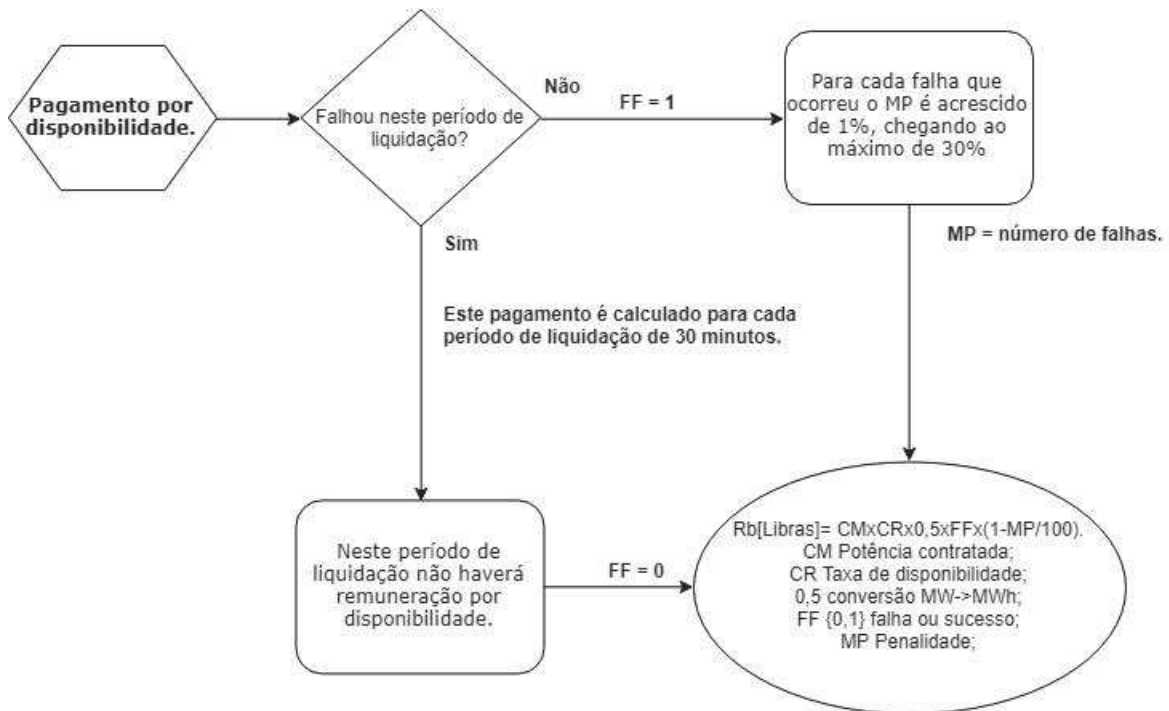 Pagamento por
disponibilidade.
Falhou neste período de
liquidação?
Não
FF = 1
Para cada falha que
ocorreu o MP é acrescido
de 1%, chegando ao
máximo de 30%
Sim
MP = número de falhas.
Este pagamento é calculado para cada
período de liquidação de 30 minutos.
Neste período de
liquidação não haverá
remuneração por
disponibilidade.
FF = 0
Rb[Libras]= CMxCRx0,5xFFx(1-MP/100).
CM Potência contratada;
CR Taxa de disponibilidade;
0,5 conversão MW->MWh;
FF {0,1} falha ou sucesso;
MP Penalidade;